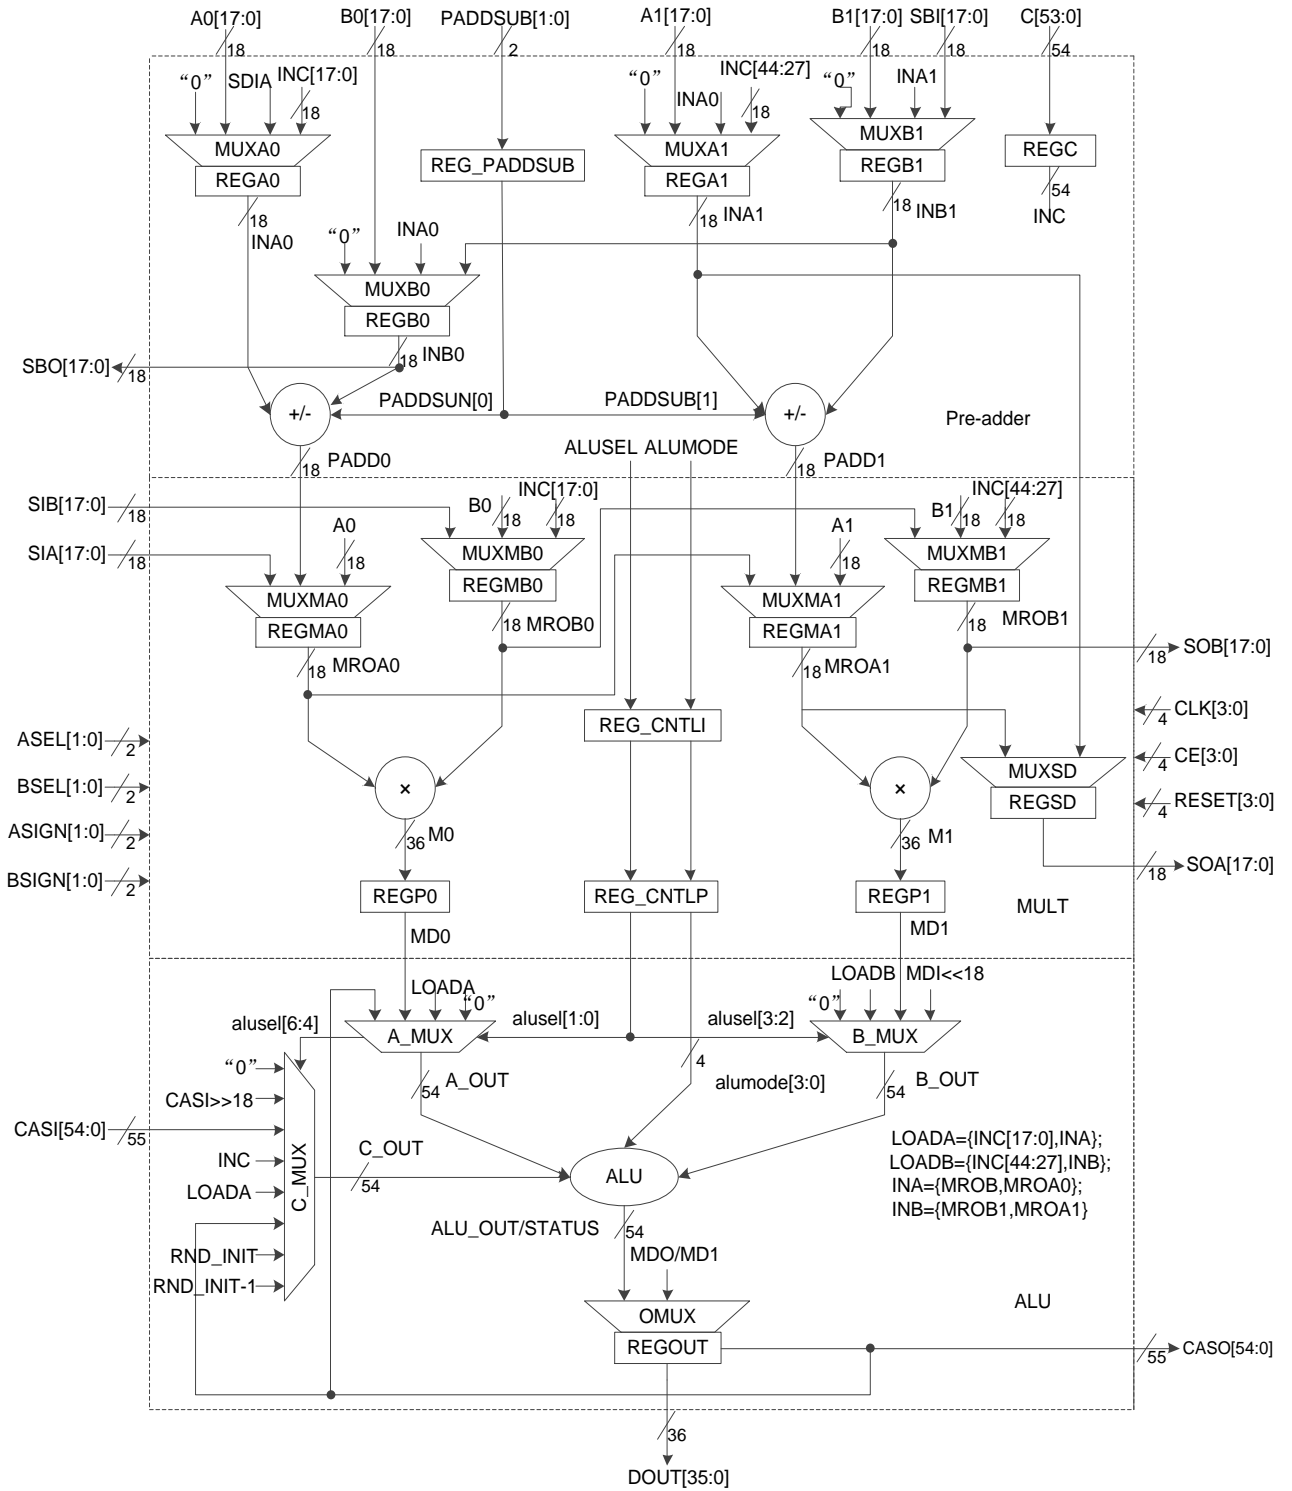 A0[17:0] B0[17:0] PADDSUB[1:0] A1[17:0] B1[17:0] SBI[17:0] C[53:0]
18 18 2 18 18 18 54
“0” SDIA INC[17:0] “0” INA0 INC[44:27] “0” INA1
18 18
MUXA0 MUXA1 MUXB1 REGC
REGA0 REG_PADDSUB REGA1 REGB1
54
18 18 INA1 18 INB1 INC
INA0 “0” INA0
MUXB0
REGB0
SBO[17:0] 18 18 INB0
PADDSUN[0] PADDSUB[1]
+/- +/-
Pre-adder
ALUSEL ALUMODE
18 PADD0 18 PADD1
SIB[17:0] 18 B0 18 INC[17:0] 18 B1 18 INC[44:27] 18
A0 A1
SIA[17:0] 18 18 MUXMB0 18 MUXMB1
MUXMA0 REGMB0 MUXMA1 REGMB1
REGMA0 18 MROB0 REGMA1 18 MROB1
18 MROA0 18 MROA1 18 SOB[17:0]
REG_CNTLI 4 CLK[3:0]
ASEL[1:0] 2 4 CE[3:0]
BSEL[1:0] 2 × × MUXSD
REGSD 4 RESET[3:0]
ASIGN[1:0] 2 36 M0 36 M1
BSIGN[1:0] 2 18 SOA[17:0]
REGP0 REG_CNTLP REGP1 MULT
MD0 MD1
LOADA “0” “0” LOADB MDI<<18
alusel[6:4] A_MUX alusel[1:0] alusel[3:2] B_MUX
“0” 54 A_OUT 4 alumode[3:0] 54 B_OUT
CASI>>18
CASI[54:0] 55
INC
LOADA
RND_INIT
RND_INIT-1
C_MUX
C_OUT
54
ALU
LOADA={INC[17:0],INA};
LOADB={INC[44:27],INB};
INA={MROB,MROA0};
INB={MROB1,MROA1}
ALU_OUT/STATUS 54
MDO/MD1
OMUX
REGOUT
ALU
55 CASO[54:0]
36
DOUT[35:0]